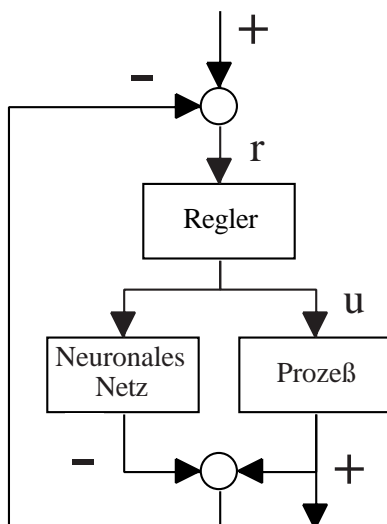 +
-
r
Regler
u
Neuronales
Netz
Prozeß
-
+